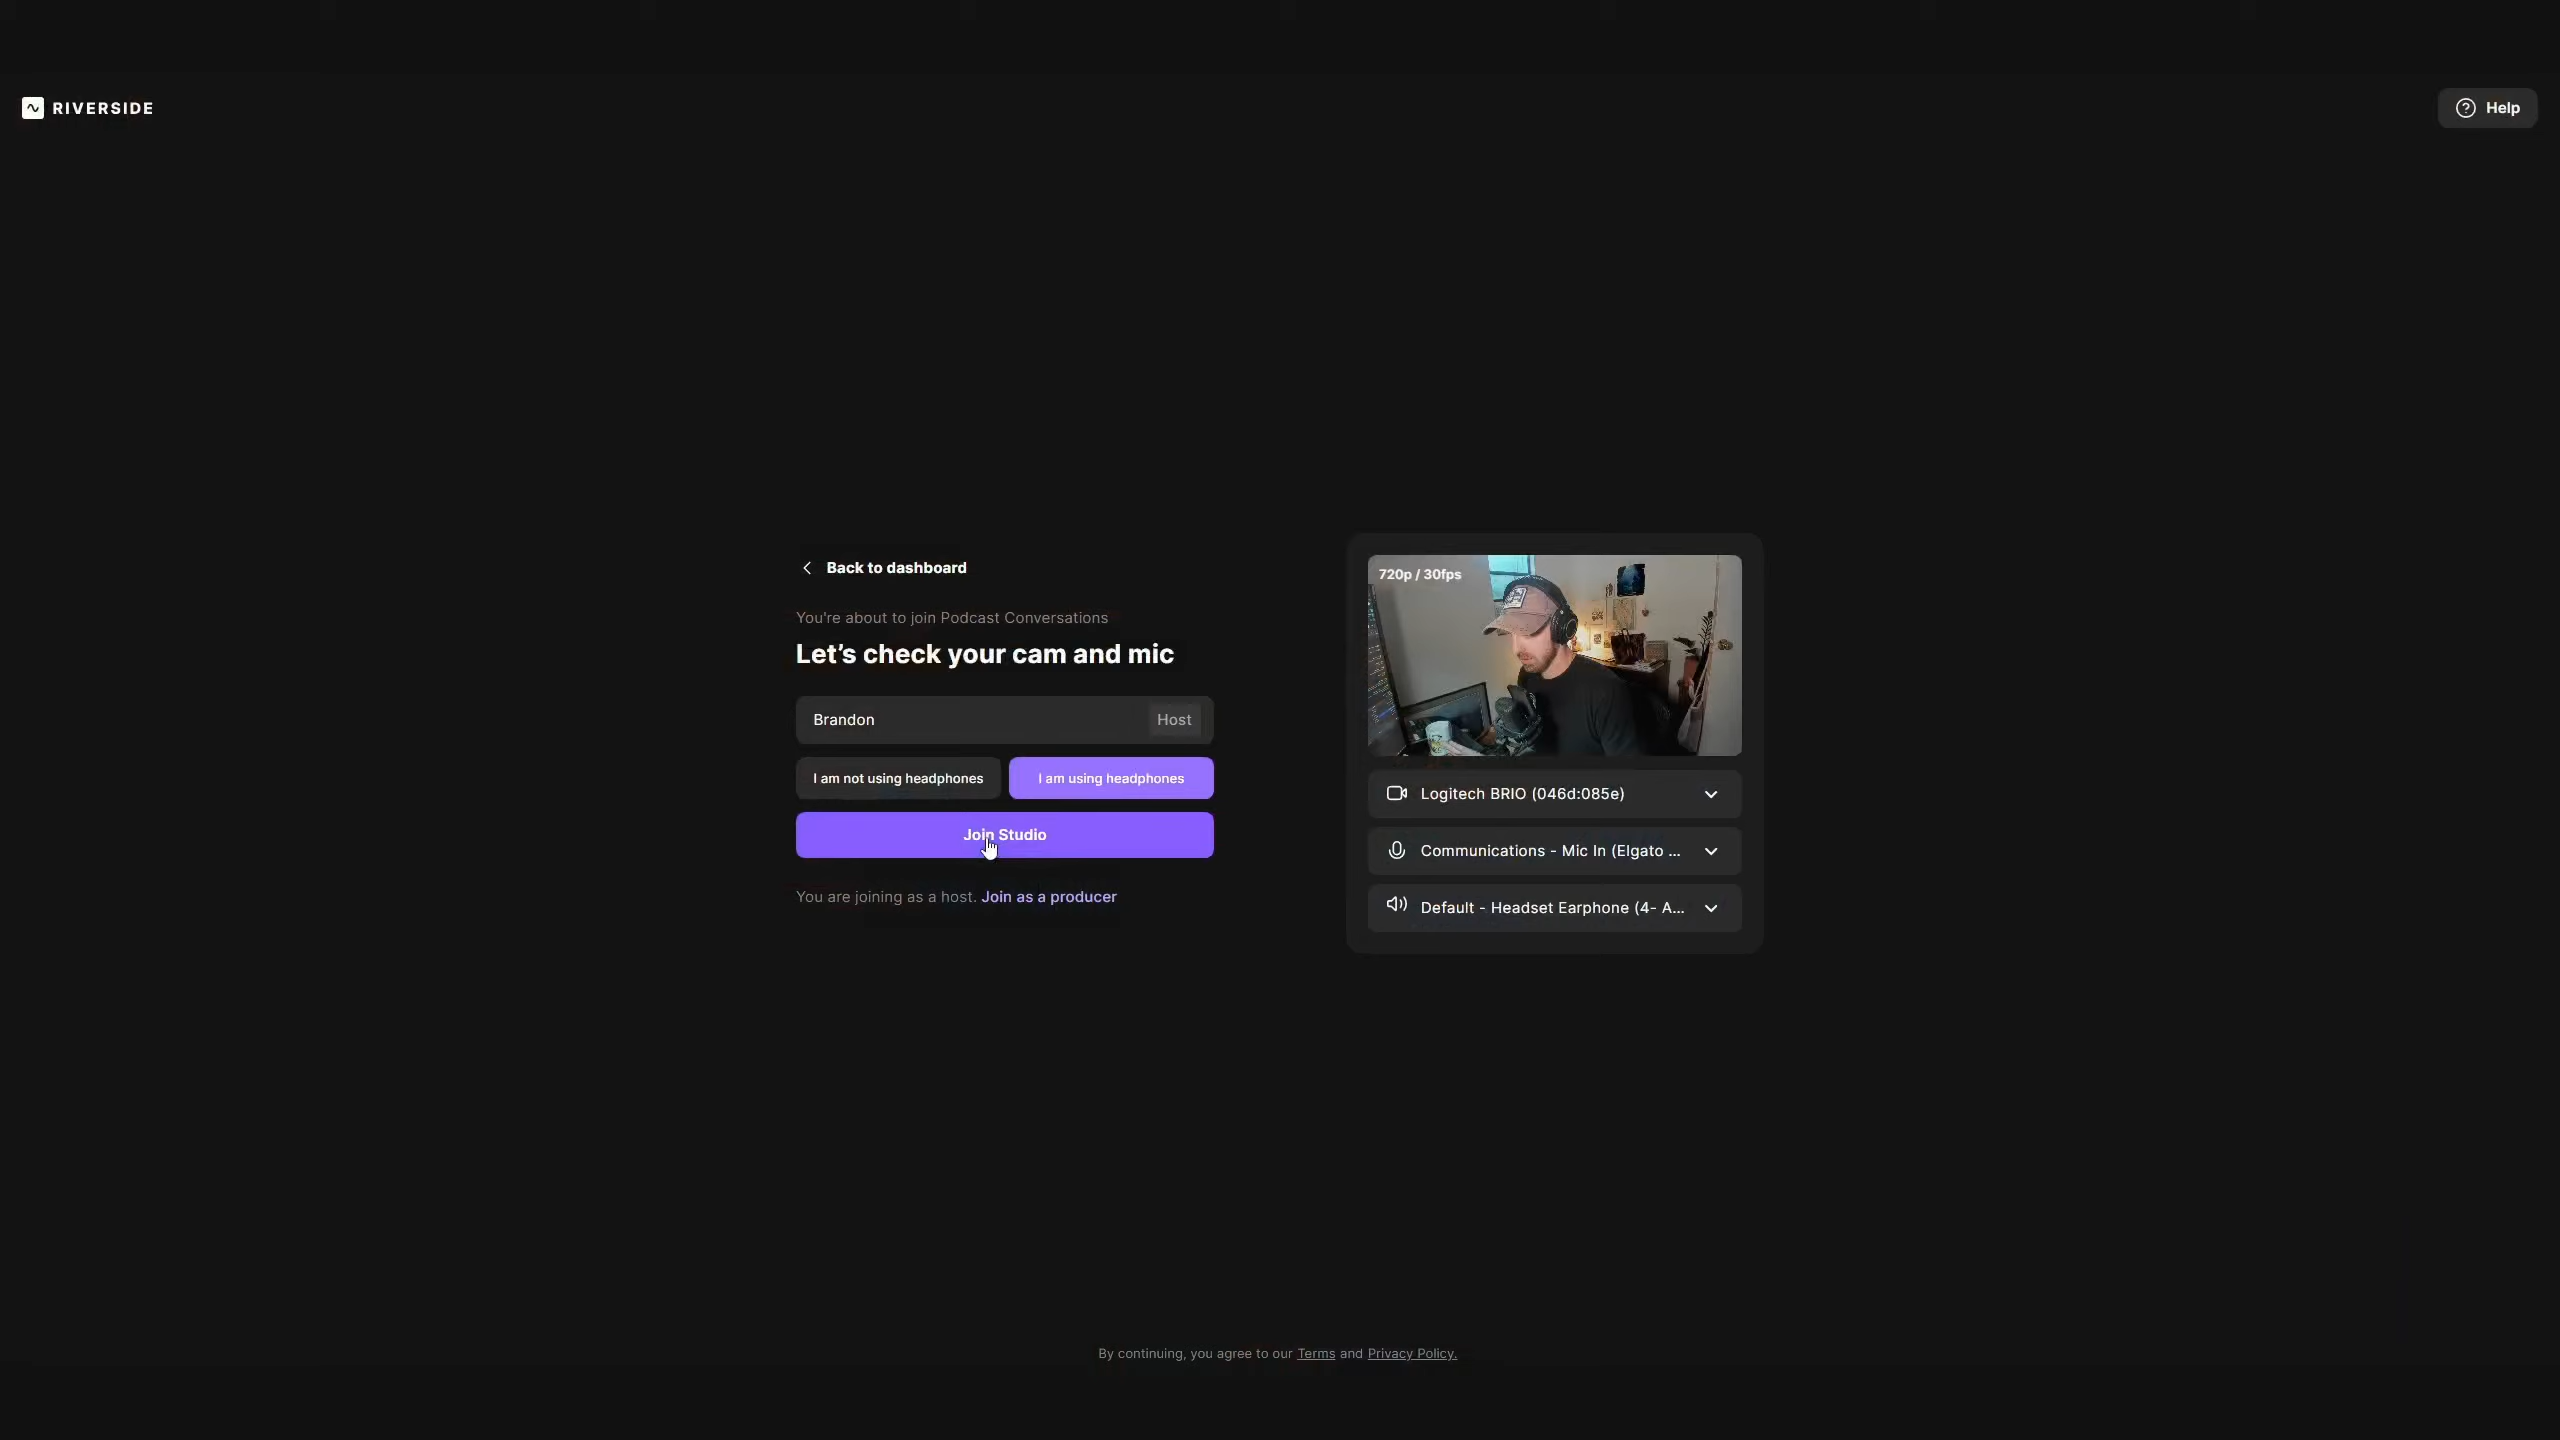 RIVERSIDE
Help
Back to dashboard
You're about to join Podcast Conversations
Let's check your cam and mic
Brandon
Host
I am not using headphones
I am using headphones
Join Studio
You are joining as a host. Join as a producer
720p / 30fps
Logitech BRIO (046d:085e)
Communications - Mic In (Elgato ...
Default - Headset Earphone (4- A...
By continuing, you agree to our Terms and Privacy Policy.